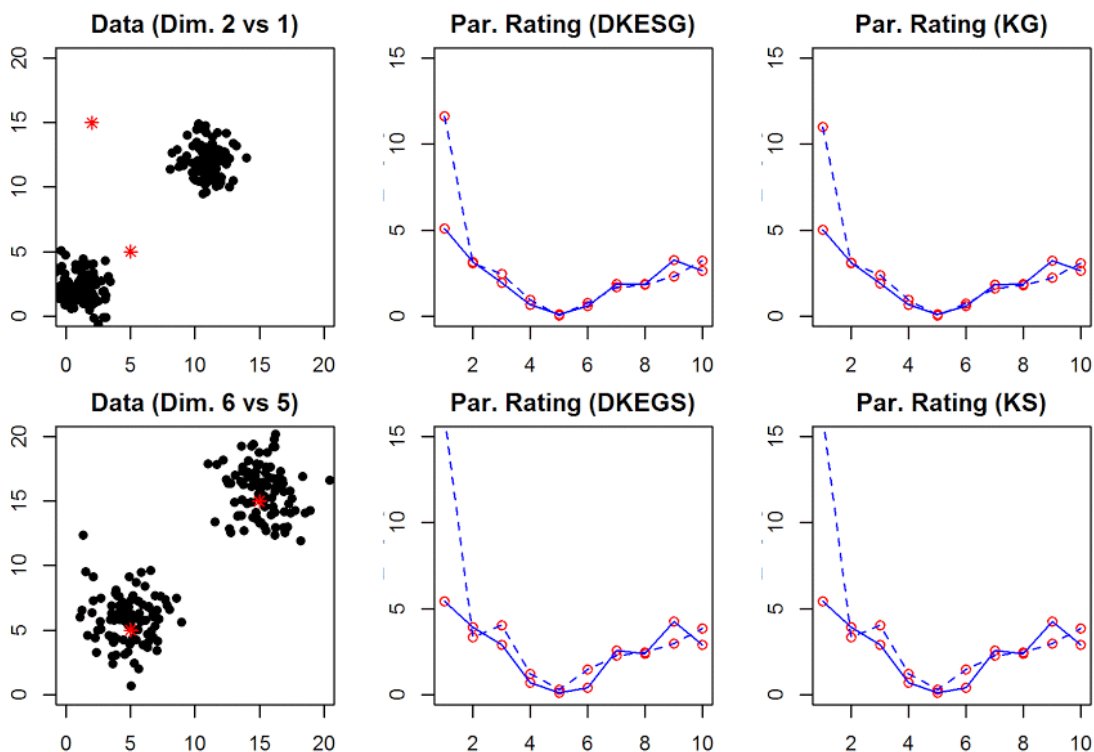 Data (Dim. 2 vs 1)
20
15
10
5
0
0 5 10 15 20
Par. Rating (DKESG)
15
10
5
0
2 4 6 8 10
Par. Rating (KG)
15
10
5
0
2 4 6 8 10
Data (Dim. 6 vs 5)
20
15
10
5
0
0 5 10 15 20
Par. Rating (DKEGS)
15
10
5
0
2 4 6 8 10
Par. Rating (KS)
15
10
5
0
2 4 6 8 10